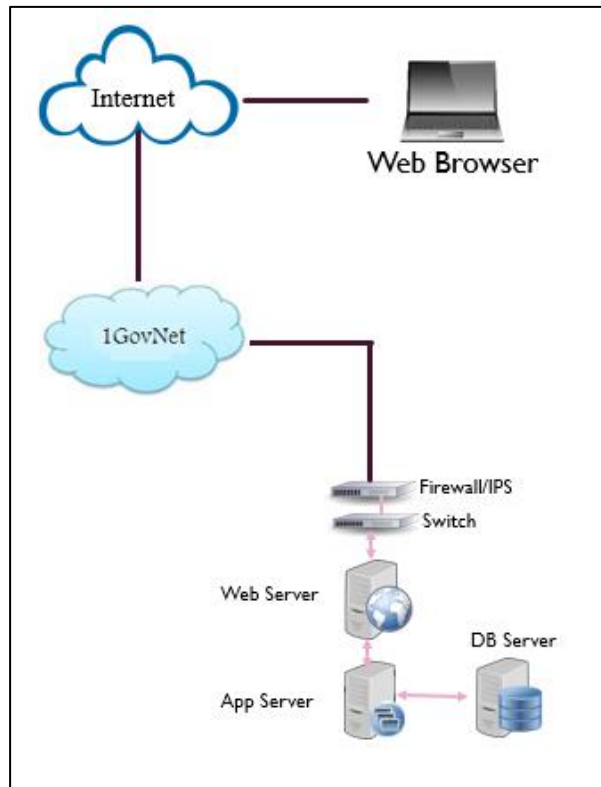 Internet
Web Browser
1GovNet
Firewall/IPS
Switch
Web Server
DB Server
App Server